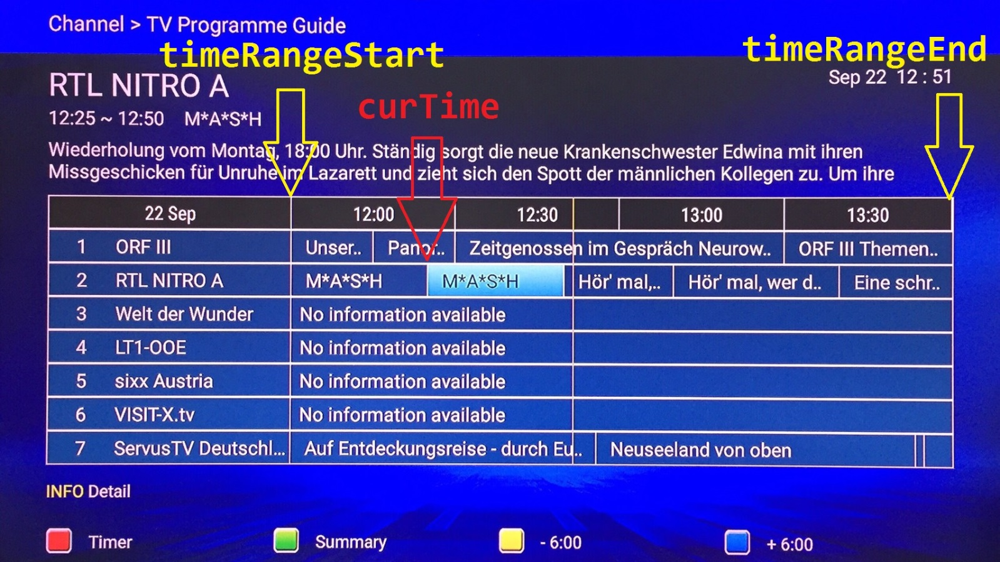 Channel > TV Programme Guide
timeRangeStart
timeRangeEnd
RTL NITRO A
Sep 22 12 : 51
curTime
12:25 ~ 12:50 M*A*S*H
Wiederholung vom Montag, 18:00 Uhr. Ständig sorgt die neue Krankenschwester Edwina mit ihren
Missgeschicken für Unruhe im Lazarett und zieht sich den Spott der männlichen Kollegen zu. Um ihre
22 Sep 12:00 12:30 13:00 13:30
1 ORF III Unser.. Panor.. Zeitgenossen im Gespräch Neurow.. ORF III Themen..
2 RTL NITRO A M*A*S*H M*A*S*H Hör' mal,.. Hör' mal, wer d.. Eine schr..
3 Welt der Wunder No information available
4 LT1-OOE No information available
5 sixx Austria No information available
6 VISIT-X.tv No information available
7 ServusTV Deutschl... Auf Entdeckungsreise - durch Eu.. Neuseeland von oben
INFO Detail
Timer Summary - 6:00 + 6:00